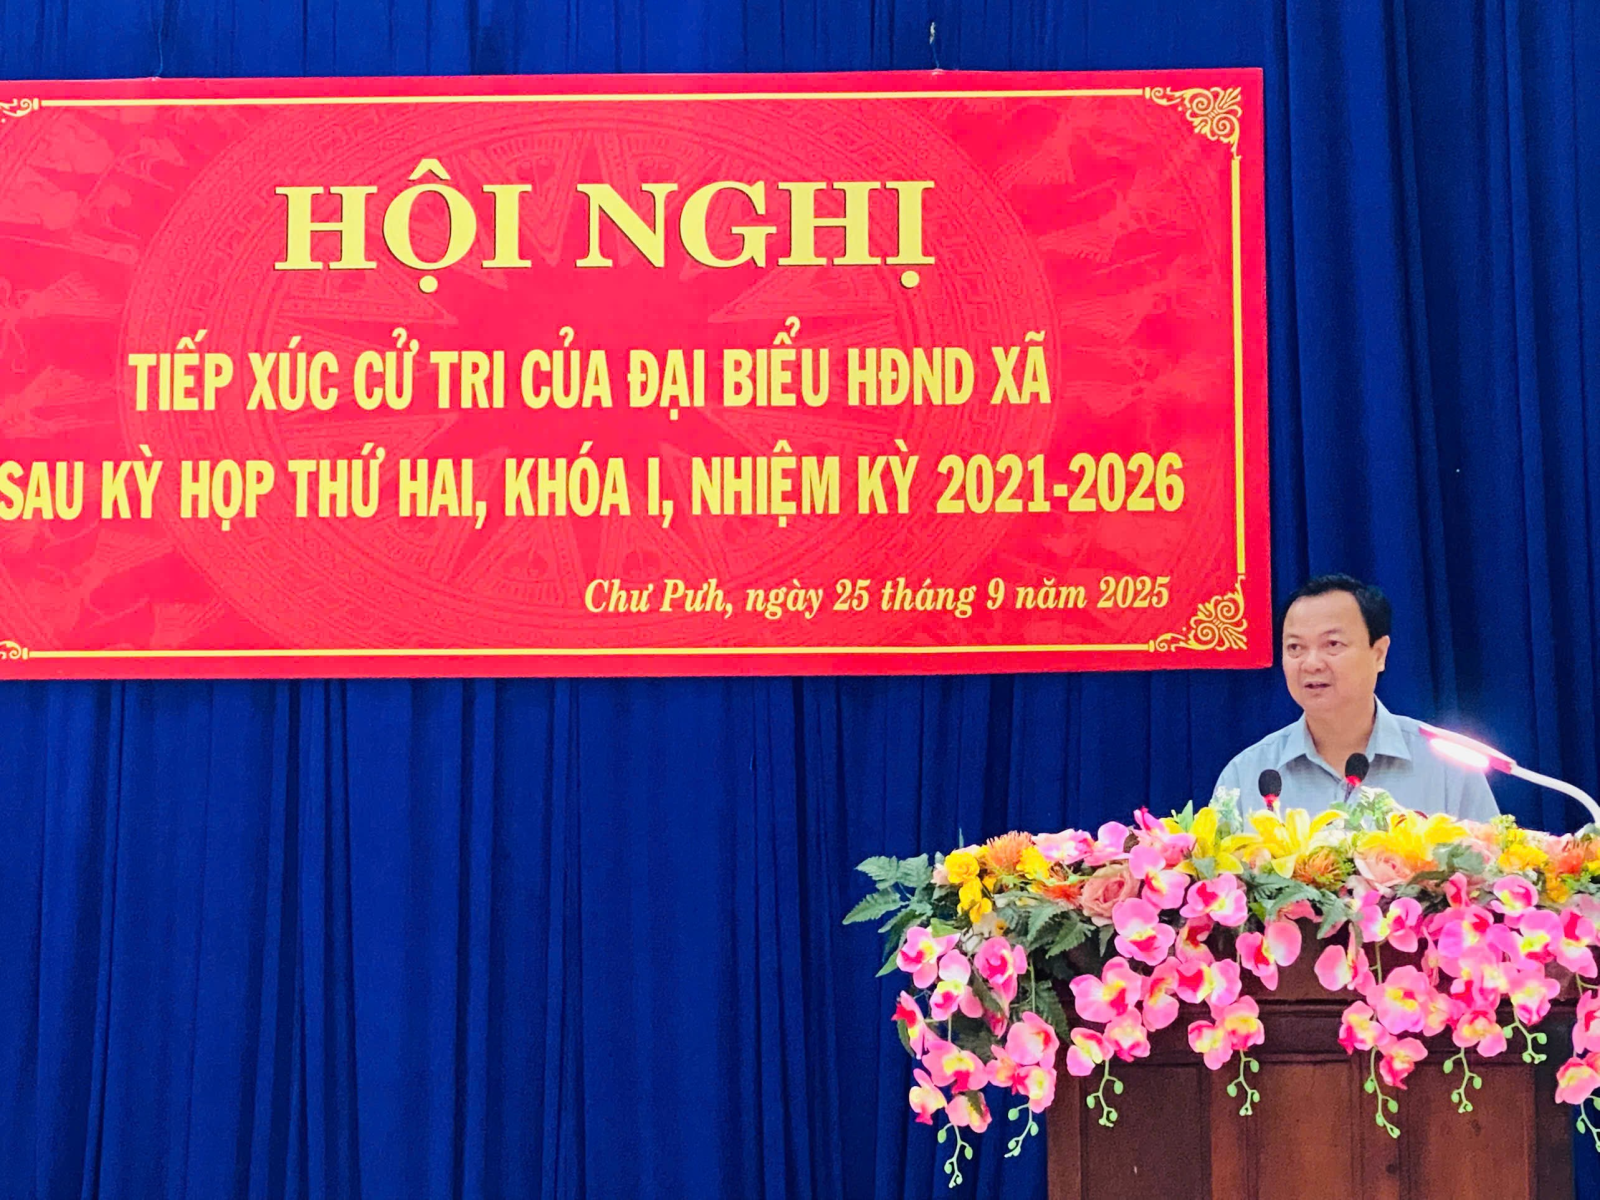 HỘI NGHỊ
TIẾP XÚC CỬ TRI CỦA ĐẠI BIỂU HĐND XÃ
SAU KỲ HỌP THỨ HAI, KHÓA I, NHIỆM KỲ 2021-2026
Chư Pưh, ngày 25 tháng 9 năm 2025